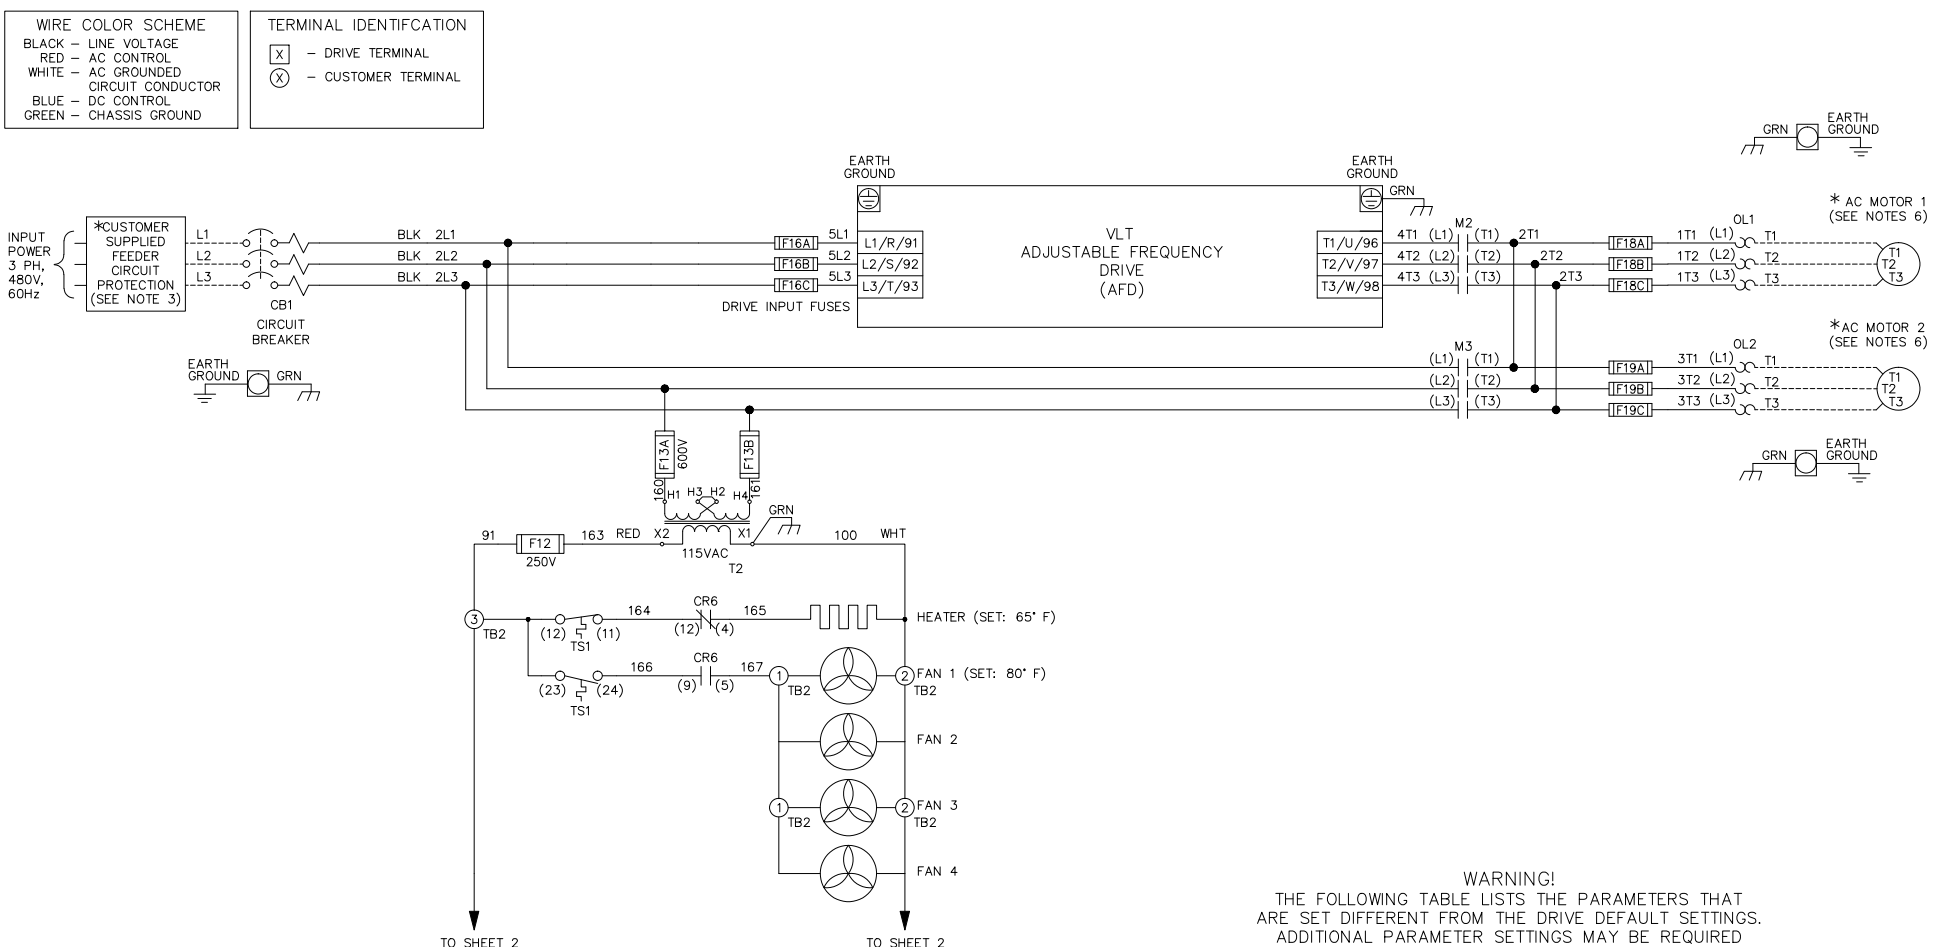 WIRE COLOR SCHEME
BLACK – LINE VOLTAGE
RED – AC CONTROL
WHITE – AC GROUNDED
CIRCUIT CONDUCTOR
BLUE – DC CONTROL
GREEN – CHASSIS GROUND
TERMINAL IDENTIFCATION
X – DRIVE TERMINAL
X – CUSTOMER TERMINAL
GRN
EARTH
GROUND
EARTH
GROUND
EARTH
GROUND
GRN
INPUT
POWER
3 PH,
480V,
60Hz
*CUSTOMER
SUPPLIED
FEEDER
CIRCUIT
PROTECTION
(SEE NOTE 3)
L1
L2
L3
CB1
CIRCUIT
BREAKER
BLK 2L1
BLK 2L2
BLK 2L3
F16A 5L1
F16B 5L2
F16C 5L3
DRIVE INPUT FUSES
L1/R/91
L2/S/92
L3/T/93
VLT
ADJUSTABLE FREQUENCY
DRIVE
(AFD)
T1/U/96
T2/V/97
T3/W/98
M2
4T1 (L1) (T1) 2T1
4T2 (L2) (T2) 2T2
4T3 (L3) (T3) 2T3
F18A
F18B
F18C
OL1
1T1 (L1) T1
1T2 (L2) T2
1T3 (L3) T3
* AC MOTOR 1
(SEE NOTES 6)
T1
T2
T3
EARTH
GROUND
GRN
M3
(L1) (T1)
(L2) (T2)
(L3) (T3)
F19A
F19B
F19C
OL2
3T1 (L1) T1
3T2 (L2) T2
3T3 (L3) T3
*AC MOTOR 2
(SEE NOTES 6)
T1
T2
T3
GRN
EARTH
GROUND
F13A
600V
F13B
160
161
H1 H3 H2 H4
GRN
91
F12
250V
163 RED X2
X1
115VAC
T2
100 WHT
3
TB2
(12) (11)
TS1
164
CR6
(12) (4)
165
HEATER (SET: 65° F)
(23) (24)
TS1
166
CR6
(9) (5)
167
1
TB2
2
TB2
FAN 1 (SET: 80° F)
FAN 2
1
TB2
2
TB2
FAN 3
FAN 4
TO SHEET 2
TO SHEET 2
WARNING!
THE FOLLOWING TABLE LISTS THE PARAMETERS THAT
ARE SET DIFFERENT FROM THE DRIVE DEFAULT SETTINGS.
ADDITIONAL PARAMETER SETTINGS MAY BE REQUIRED